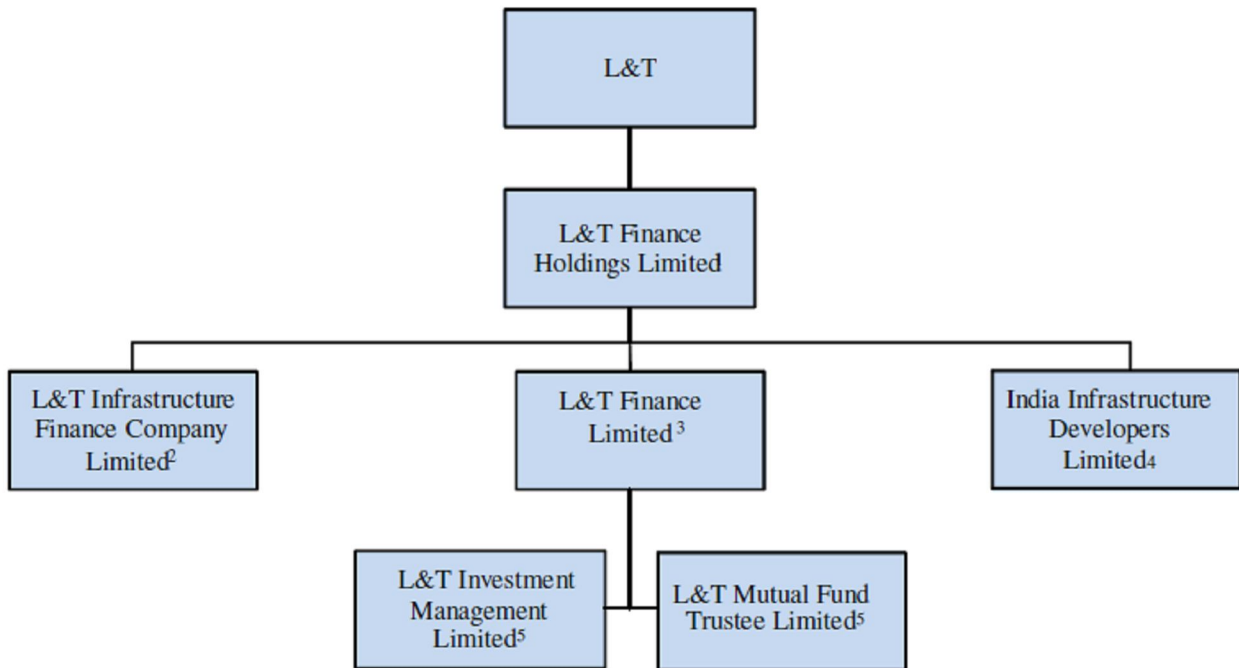 L&T
L&T Finance
Holdings Limited1
L&T Infrastructure
Finance Company
Limited2
L&T Finance
Limited 3
India Infrastructure
Developers
Limited4
L&T Investment
Management
Limited5
L&T Mutual Fund
Trustee Limited5